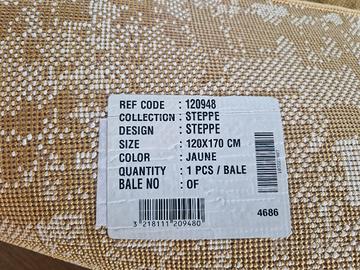 REF CODE : 120948
COLLECTION : STEPPE
DESIGN : STEPPE
SIZE : 120X170 CM
COLOR : JAUNE
QUANTITY : 1 PCS / BALE
BALE NO : OF
4686
3 218111 209480